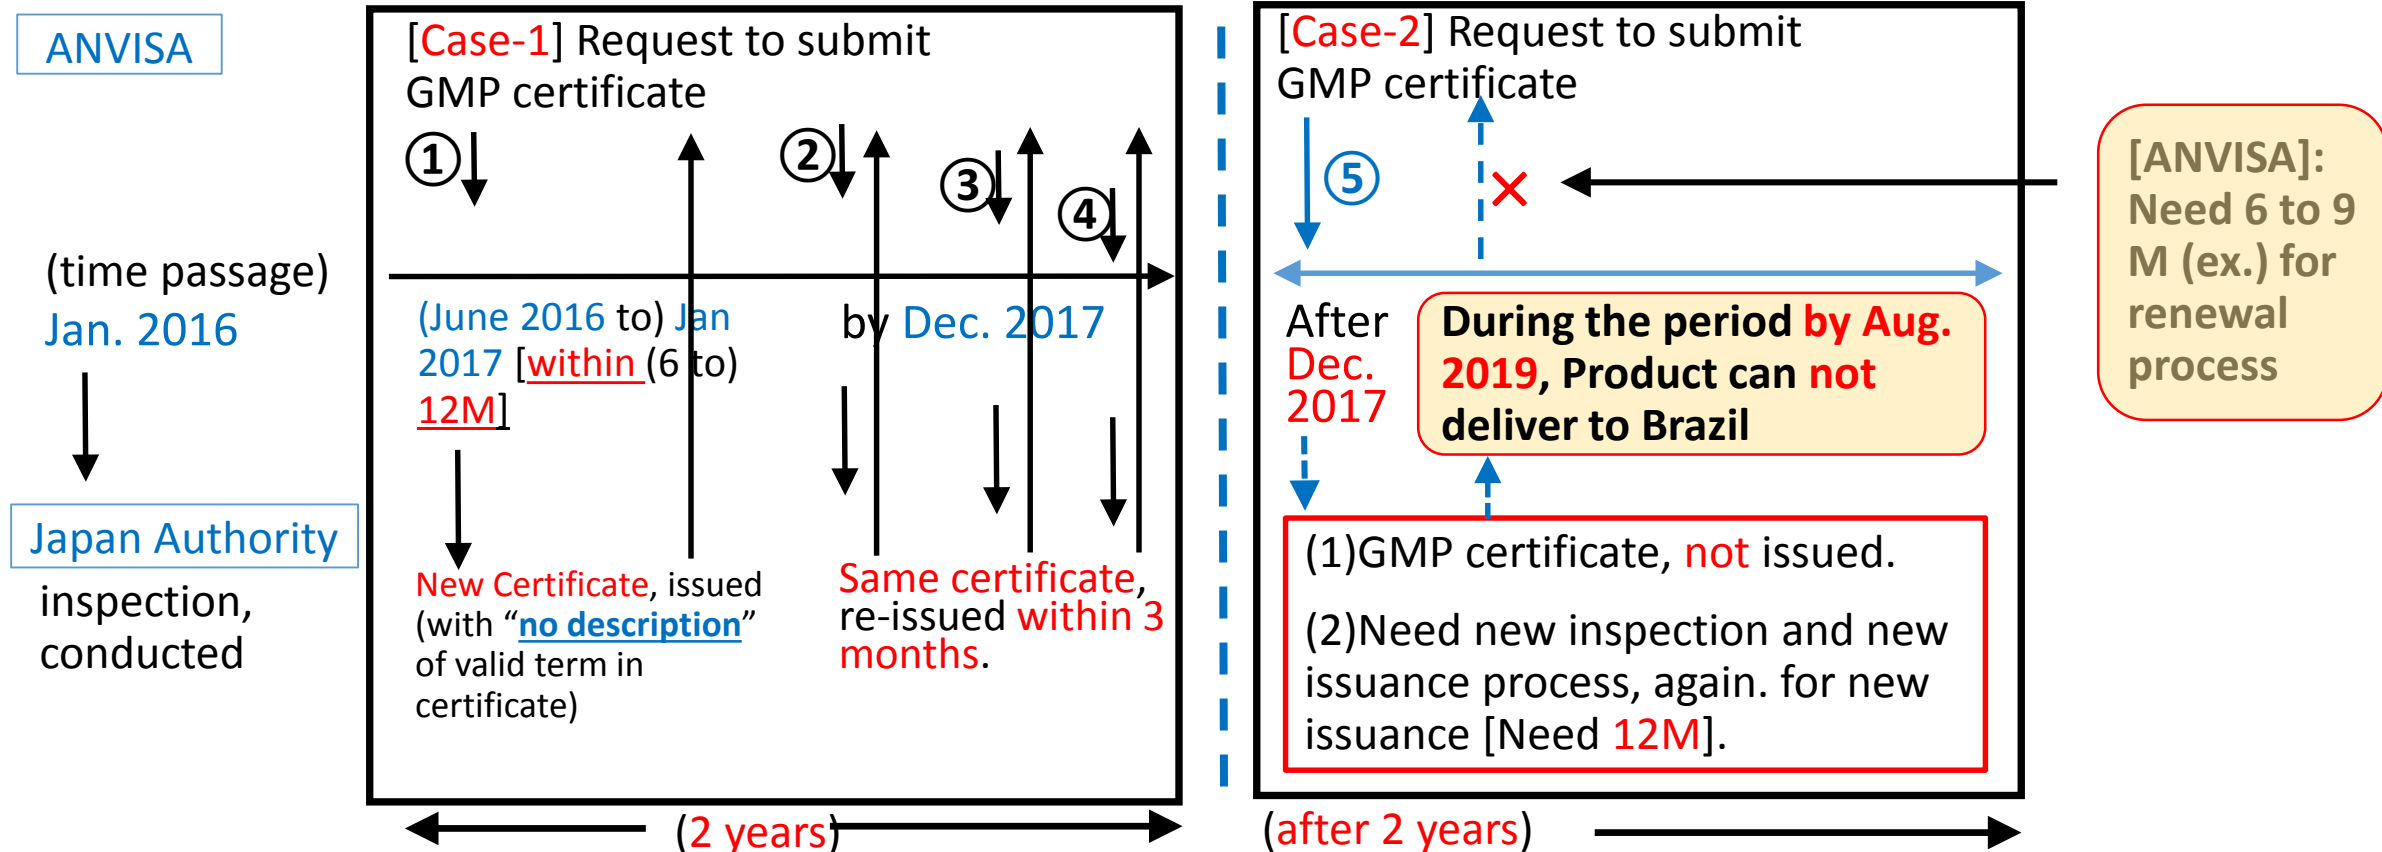 ANVISA
(time passage)
Jan. 2016
Japan Authority
inspection,
conducted
[Case-1] Request to submit
GMP certificate
①
②
③
④
(June 2016 to) Jan
2017 [within (6 to)
12M]
by Dec. 2017
New Certificate, issued
(with “no description”
of valid term in
certificate)
Same certificate,
re-issued within 3
months.
(2 years)
[Case-2] Request to submit
GMP certificate
⑤
×
After
Dec.
2017
During the period by Aug.
2019, Product can not
deliver to Brazil
(1)GMP certificate, not issued.
(2)Need new inspection and new
issuance process, again. for new
issuance [Need 12M].
(after 2 years)
[ANVISA]:
Need 6 to 9
M (ex.) for
renewal
process